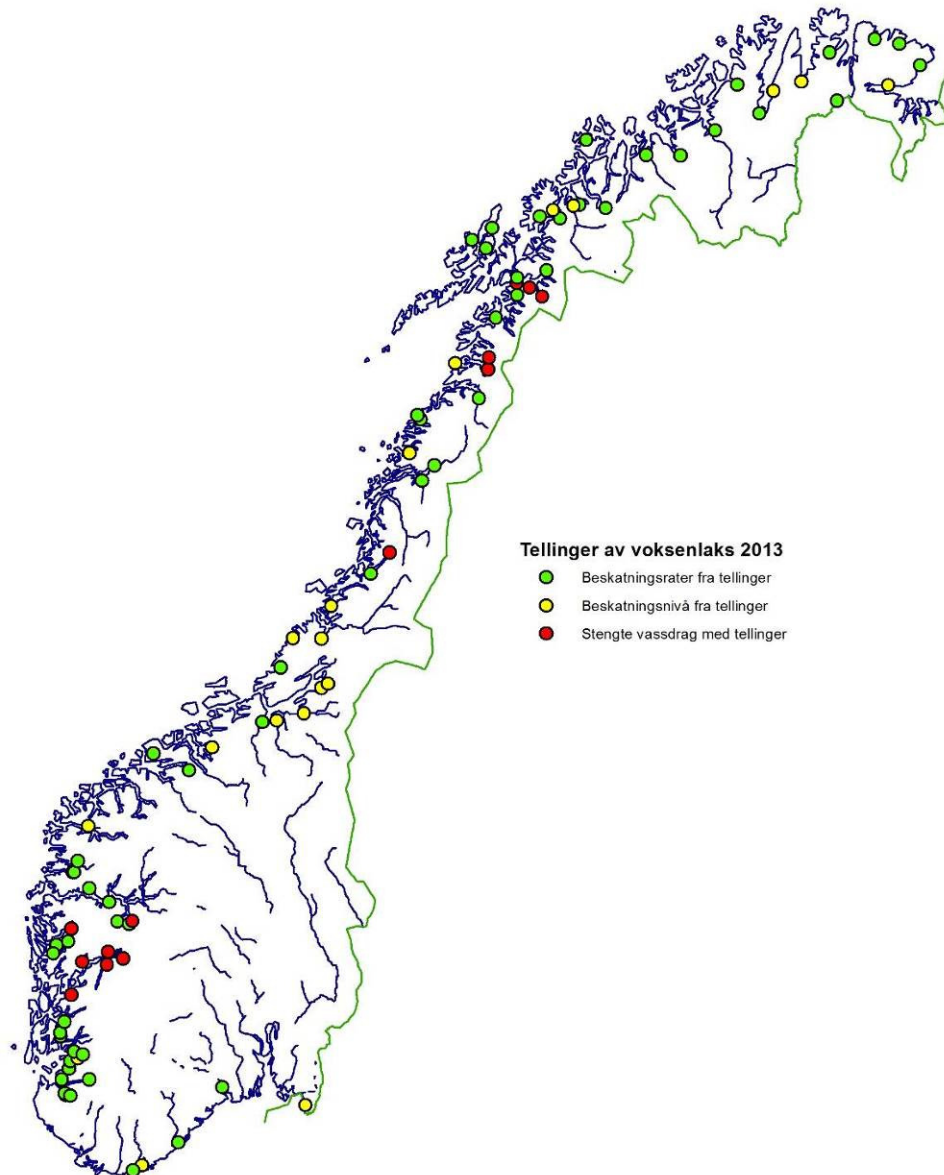 Tellinger av voksenlaks 2013
Beskatningsrater fra tellinger
Beskatningsnivå fra tellinger
Stengte vassdrag med tellinger